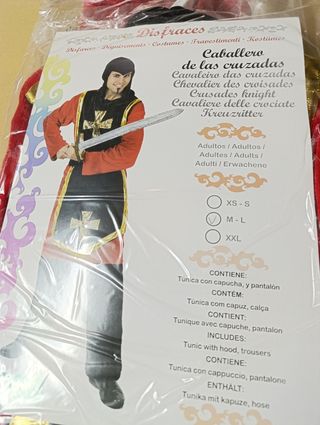 Disfraces
Disfraces - Déguisements - Costumes - Travestimenti - Kostüme
Caballero
de las cruzadas
Cavaleiro das cruzadas
Chevalier des croisades
Crusades knight
Cavaliere delle crociate
Kreuzritter
Adultos / Adultos /
Adultes / Adults /
Adulti / Erwachsene
XS - S
M - L
XXL
CONTIENE:
Túnica con capucha, y pantalón
CONTÉM:
Túnica com capuz, calça
CONTIENT:
Tunique avec capuche, pantalon
INCLUDES:
Tunic with hood, trousers
CONTIENE:
Tunica con cappuccio, pantalone
ENTHÄLT:
Tunika mit kapuze, hose